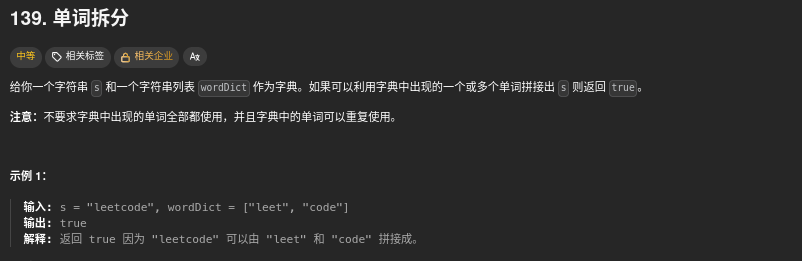 139. 单词拆分
中等 相关标签 相关企业 A文
给你一个字符串 s 和一个字符串列表 wordDict 作为字典。如果可以利用字典中出现的一个或多个单词拼接出 s 则返回 true。
注意：不要求字典中出现的单词全部都使用，并且字典中的单词可以重复使用。
示例 1：
输入: s = "leetcode", wordDict = ["leet", "code"]
输出: true
解释: 返回 true 因为 "leetcode" 可以由 "leet" 和 "code" 拼接成。